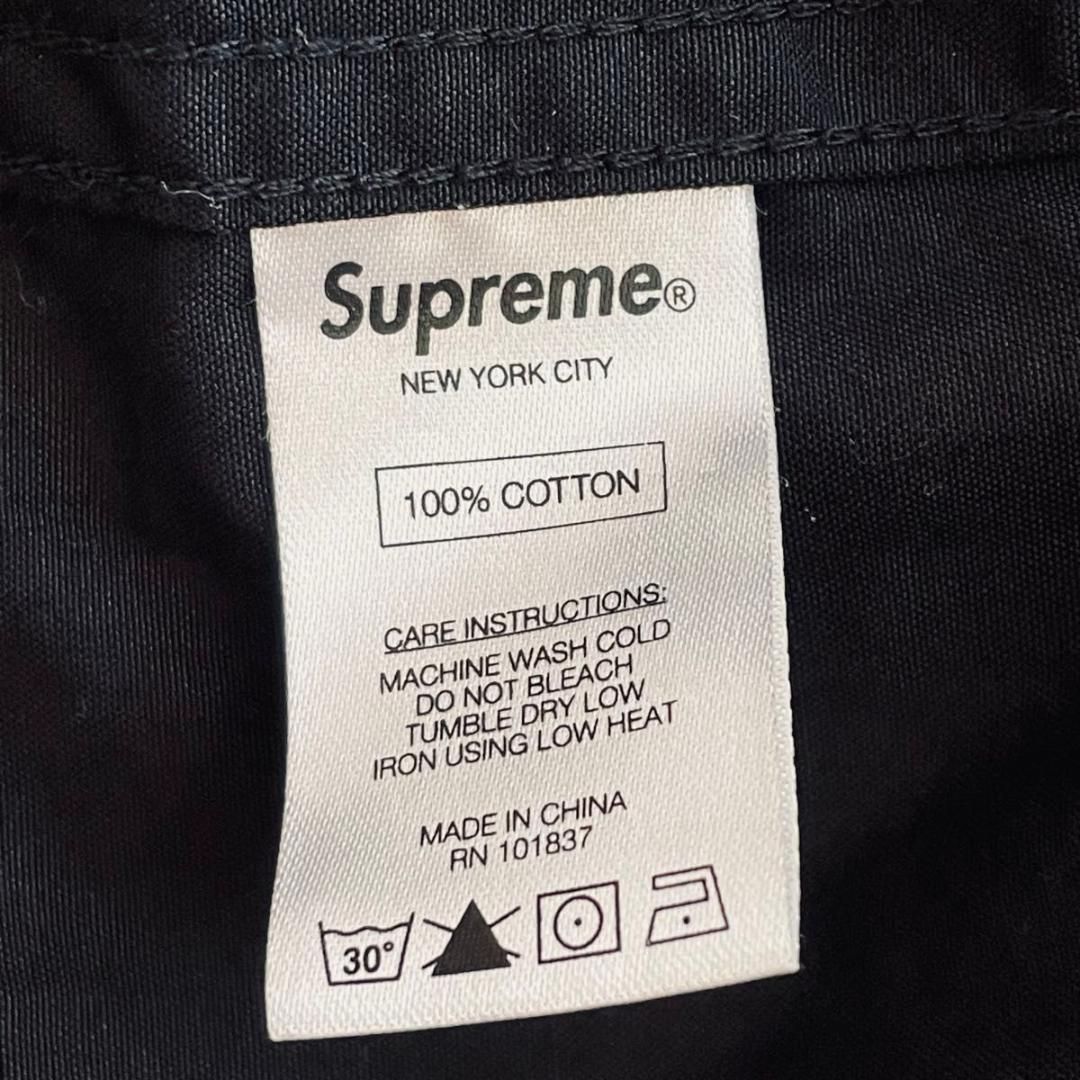 Supreme®
NEW YORK CITY
100% COTTON
CARE INSTRUCTIONS:
MACHINE WASH COLD
DO NOT BLEACH
TUMBLE DRY LOW
IRON USING LOW HEAT
MADE IN CHINA
RN 101837
30°